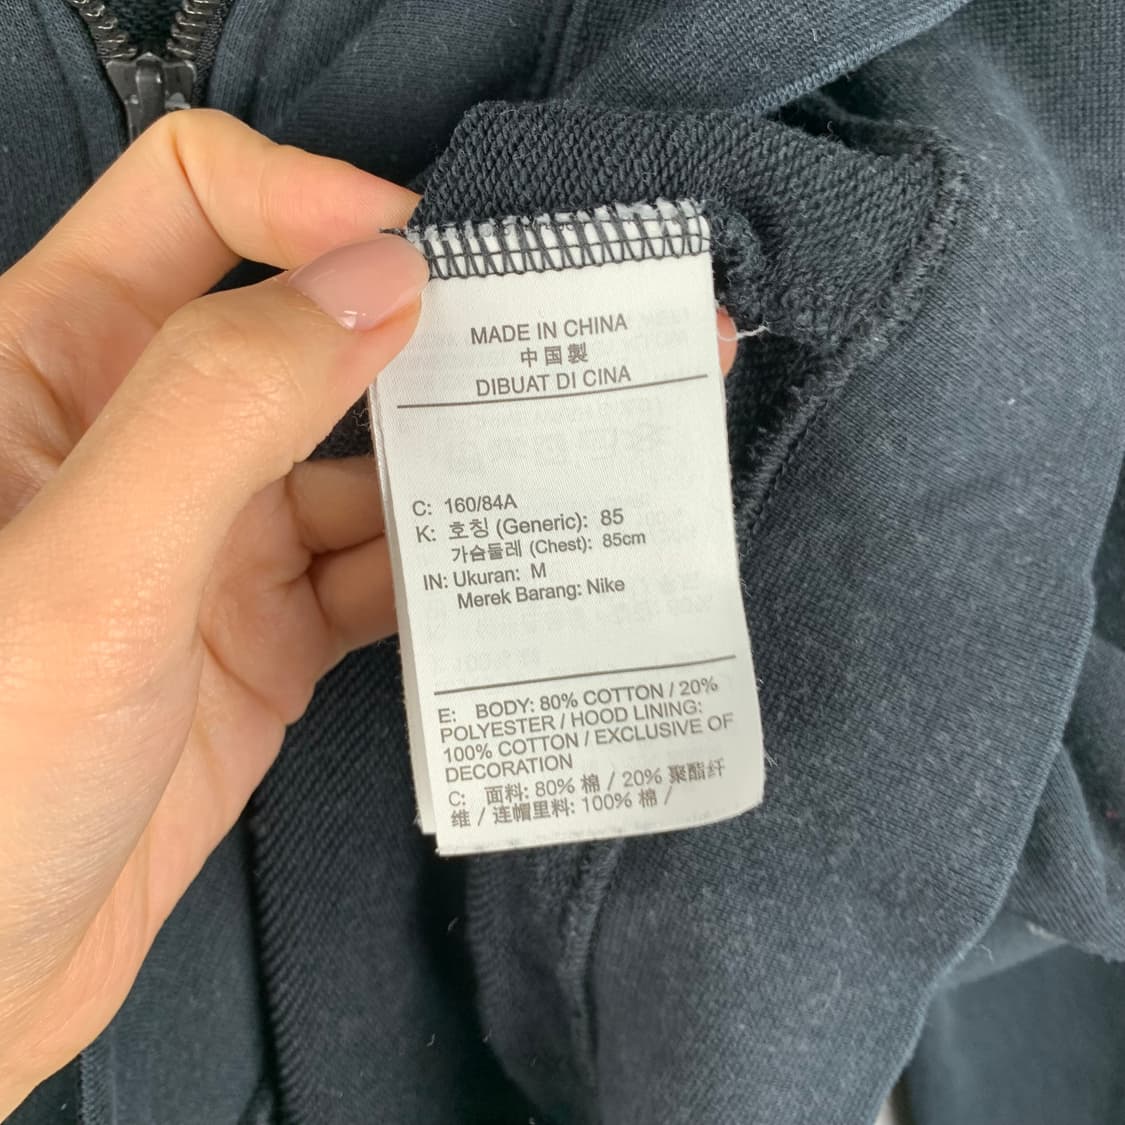 MADE IN CHINA
中国製
DIBUAT DI CINA
C: 160/84A
K: 호칭 (Generic): 85
가슴둘레 (Chest): 85cm
IN: Ukuran: M
Merek Barang: Nike
E: BODY: 80% COTTON / 20%
POLYESTER / HOOD LINING:
100% COTTON / EXCLUSIVE OF
DECORATION
C: 面料: 80% 棉 / 20% 聚酯纤
维 / 连帽里料: 100% 棉 /